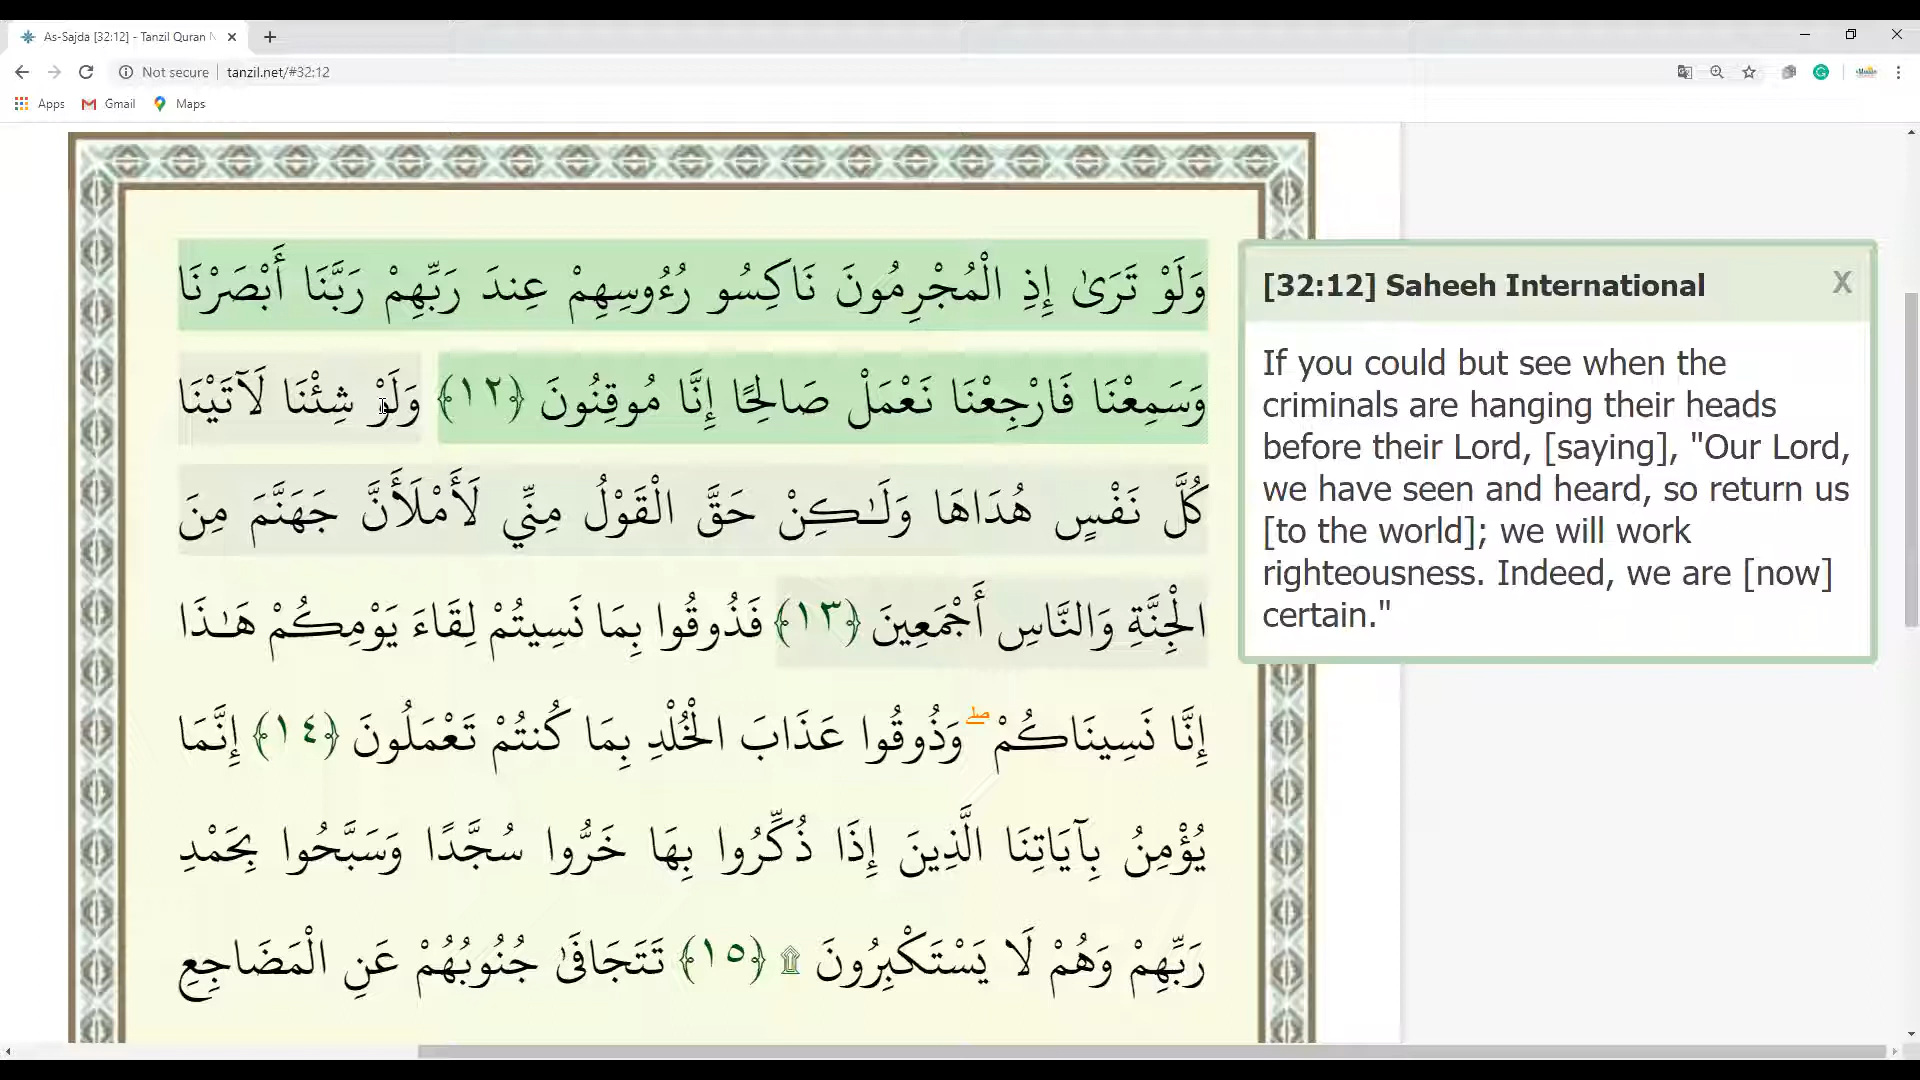 As-Sajda [32:12] - Tanzil Quran N
Not secure
tanzil.net/#32:12
Apps
Gmail
Maps
وَلَوْ تَرَىٰ إِذِ الْمُجْرِمُونَ نَاكِسُو رُءُوسِهِمْ عِندَ رَبِّهِمْ رَبَّنَا أَبْصَرْنَا
وَسَمِعْنَا فَارْجِعْنَا نَعْمَلْ صَالِحًا إِنَّا مُوقِنُونَ ﴿١٢﴾ وَلَوْ شِئْنَا لَآتَيْنَا
كُلَّ نَفْسٍ هُدَاهَا وَلَـٰكِنْ حَقَّ الْقَوْلُ مِنِّي لَأَمْلَأَنَّ جَهَنَّمَ مِنَ
الْجِنَّةِ وَالنَّاسِ أَجْمَعِينَ ﴿١٣﴾ فَذُوقُوا بِمَا نَسِيتُمْ لِقَاءَ يَوْمِكُمْ هَـٰذَا
إِنَّا نَسِينَاكُمْ ۖ وَذُوقُوا عَذَابَ الْخُلْدِ بِمَا كُنتُمْ تَعْمَلُونَ ﴿١٤﴾ إِنَّمَا
يُؤْمِنُ بِآيَاتِنَا الَّذِينَ إِذَا ذُكِّرُوا بِهَا خَرُّوا سُجَّدًا وَسَبَّحُوا بِحَمْدِ
رَبِّهِمْ وَهُمْ لَا يَسْتَكْبِرُونَ ۩ ﴿١٥﴾ تَتَجَافَىٰ جُنُوبُهُمْ عَنِ الْمَضَاجِعِ
[32:12] Saheeh International
X
If you could but see when the
criminals are hanging their heads
before their Lord, [saying], "Our Lord,
we have seen and heard, so return us
[to the world]; we will work
righteousness. Indeed, we are [now]
certain."